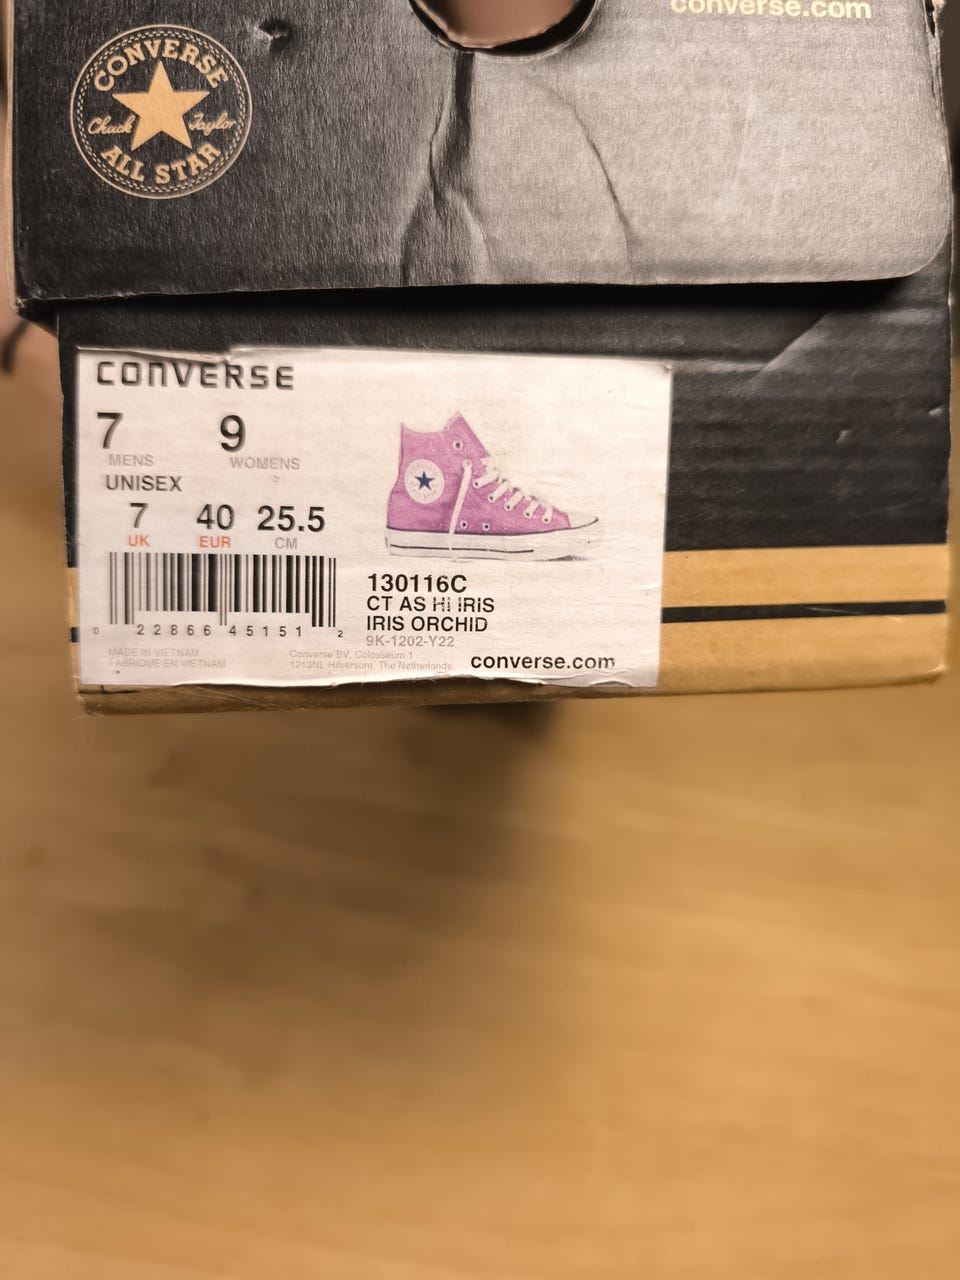 converse.com
CONVERSE
Chuck Taylor
ALL STAR
CONVERSE
7 9
MENS WOMENS
UNISEX
7 40 25.5
UK EUR CM
0 22866 45151 2
130116C
CT AS HI IRIS
IRIS ORCHID
9K-1202-Y22
MADE IN VIETNAM
FABRIQUE EN VIETNAM
Converse BV, Colosseum 1
1213NL Hilversum, The Netherlands
converse.com